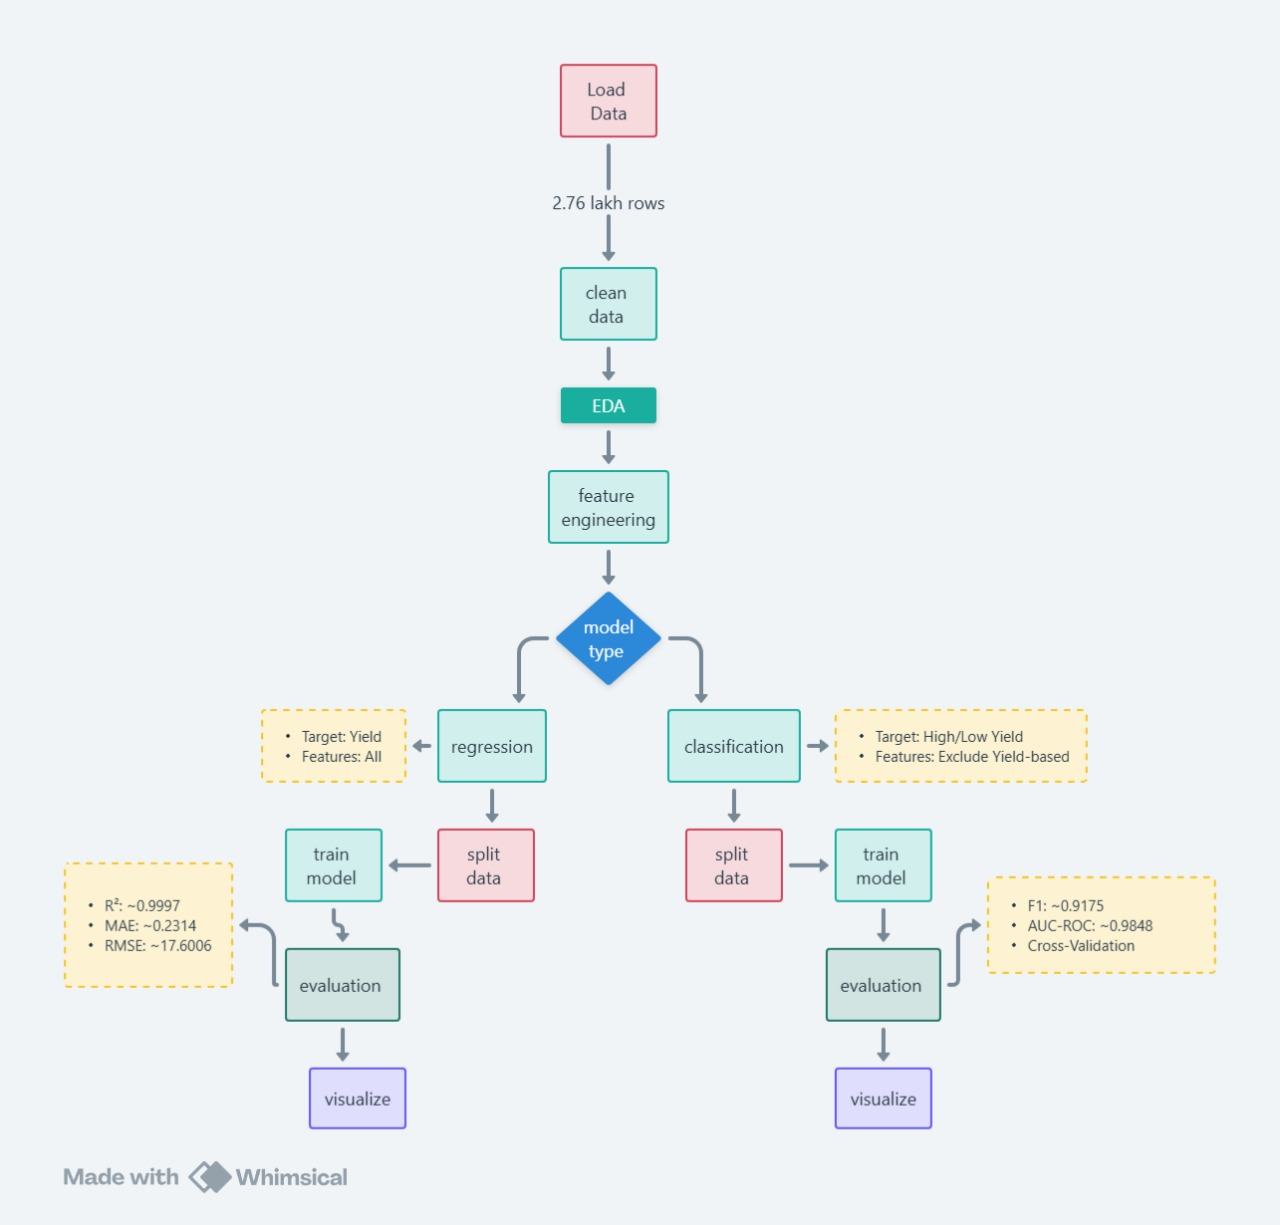 Load
Data
2.76 lakh rows
clean
data
EDA
feature
engineering
model
type
• Target: Yield
• Features: All
regression
classification
• Target: High/Low Yield
• Features: Exclude Yield-based
train
model
split
data
split
data
train
model
• R²: ~0.9997
• MAE: ~0.2314
• RMSE: ~17.6006
• F1: ~0.9175
• AUC-ROC: ~0.9848
• Cross-Validation
evaluation
evaluation
visualize
visualize
Made with Whimsical